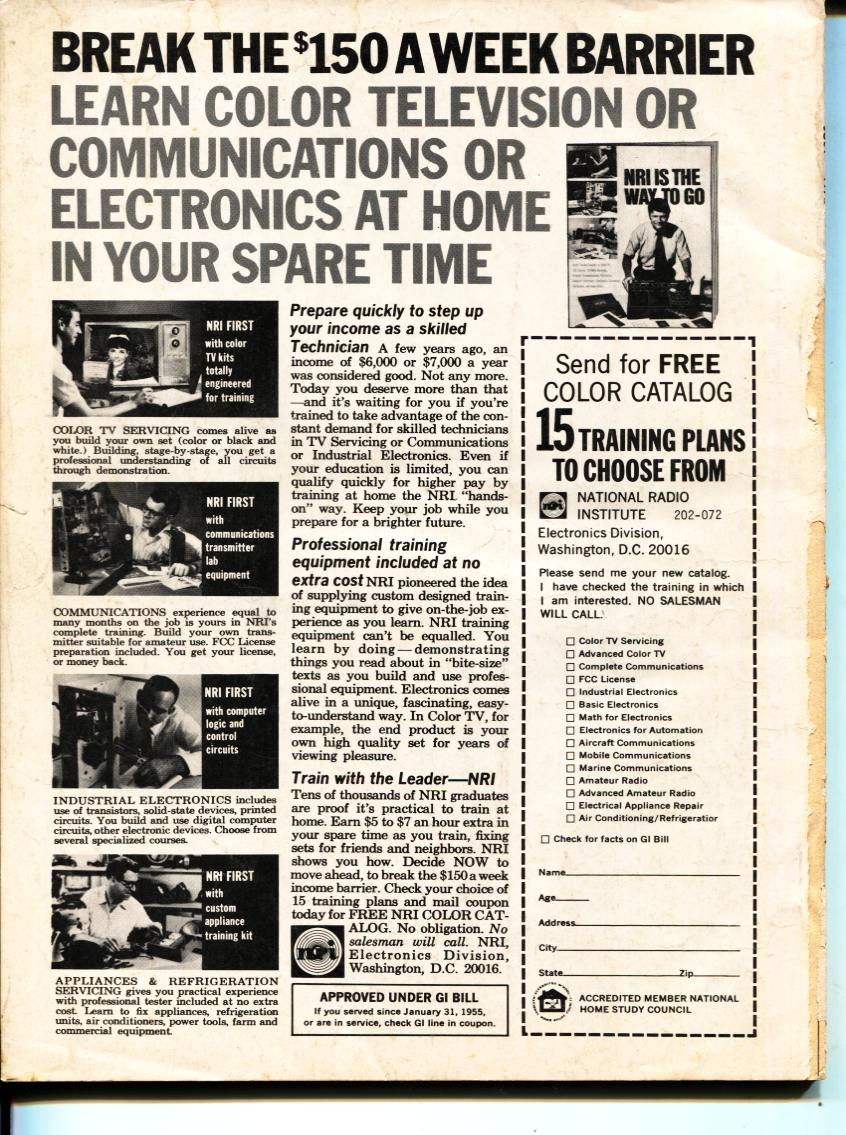 BREAK THE $150 A WEEK BARRIER
LEARN COLOR TELEVISION OR
COMMUNICATIONS OR
ELECTRONICS AT HOME
IN YOUR SPARE TIME
NRI IS THE
WAY TO GO
NRI FIRST
with color
TV kits
totally
engineered
for training
COLOR TV SERVICING comes alive as
you build your own set (color or black and
white.) Building, stage-by-stage, you get a
professional understanding of all circuits
through demonstration.
NRI FIRST
with
communications
transmitter
lab
equipment
COMMUNICATIONS experience equal to
many months on the job is yours in NRI's
complete training. Build your own trans-
mitter suitable for amateur use. FCC License
preparation included. You get your license,
or money back.
NRI FIRST
with computer
logic and
control
circuits
INDUSTRIAL ELECTRONICS includes
use of transistors, solid-state devices, printed
circuits. You build and use digital computer
circuits, other electronic devices. Choose from
several specialized courses.
NRI FIRST
with
custom
appliance
training kit
APPLIANCES & REFRIGERATION
SERVICING gives you practical experience
with professional tester included at no extra
cost. Learn to fix appliances, refrigeration
units, air conditioners, power tools, farm and
commercial equipment.
Prepare quickly to step up
your income as a skilled
Technician A few years ago, an
income of $6,000 or $7,000 a year
was considered good. Not any more.
Today you deserve more than that
—and it's waiting for you if you're
trained to take advantage of the con-
stant demand for skilled technicians
in TV Servicing or Communications
or Industrial Electronics. Even if
your education is limited, you can
qualify quickly for higher pay by
training at home the NRI "hands-
on" way. Keep your job while you
prepare for a brighter future.
Professional training
equipment included at no
extra cost NRI pioneered the idea
of supplying custom designed train-
ing equipment to give on-the-job ex-
perience as you learn. NRI training
equipment can't be equalled. You
learn by doing—demonstrating
things you read about in "bite-size"
texts as you build and use profes-
sional equipment. Electronics comes
alive in a unique, fascinating, easy-
to-understand way. In Color TV, for
example, the end product is your
own high quality set for years of
viewing pleasure.
Train with the Leader—NRI
Tens of thousands of NRI graduates
are proof it's practical to train at
home. Earn $5 to $7 an hour extra in
your spare time as you train, fixing
sets for friends and neighbors. NRI
shows you how. Decide NOW to
move ahead, to break the $150 a week
income barrier. Check your choice of
15 training plans and mail coupon
today for FREE NRI COLOR CAT-
ALOG. No obligation. No
salesman will call. NRI,
Electronics Division,
Washington, D.C. 20016.
nri
APPROVED UNDER GI BILL
If you served since January 31, 1955,
or are in service, check GI line in coupon.
Send for FREE
COLOR CATALOG
15 TRAINING PLANS
TO CHOOSE FROM
nri
NATIONAL RADIO
INSTITUTE 202-072
Electronics Division,
Washington, D.C. 20016
Please send me your new catalog.
I have checked the training in which
I am interested. NO SALESMAN
WILL CALL.
☐ Color TV Servicing
☐ Advanced Color TV
☐ Complete Communications
☐ FCC License
☐ Industrial Electronics
☐ Basic Electronics
☐ Math for Electronics
☐ Electronics for Automation
☐ Aircraft Communications
☐ Mobile Communications
☐ Marine Communications
☐ Amateur Radio
☐ Advanced Amateur Radio
☐ Electrical Appliance Repair
☐ Air Conditioning/Refrigeration
☐ Check for facts on GI Bill
Name
Age
Address
City
State Zip
ACCREDITED MEMBER NATIONAL
HOME STUDY COUNCIL